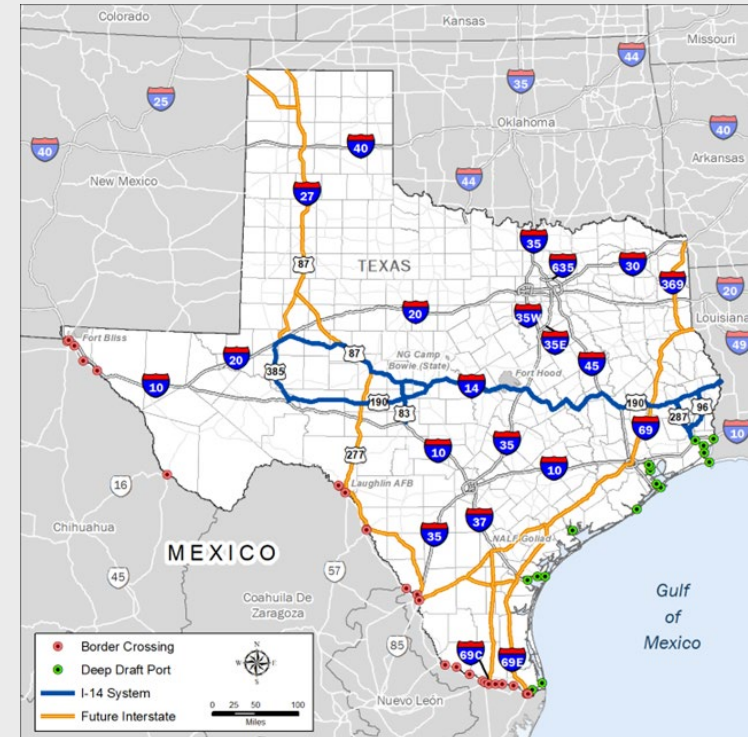 Colorado
Kansas
Missouri
44
25
35
Oklahoma
40
40
40
44
Arkansas
New Mexico
27
35
TEXAS
87
635
30
369
20
Louisiana
20
35W
49
Fort Bliss
35E
45
87
NG Camp
Bowie (State)
Fort Hood
20
385
14
10
190
83
190
96
287
69
10
277
10
35
10
16
Laughlin AFB
37
NALF Goliad
Chihuahua
35
MEXICO
57
45
Coahuila De
Zaragoza
Gulf
of
Mexico
85
69C
69E
Nuevo León
Border Crossing
Deep Draft Port
I-14 System
Future Interstate
N
W
E
S
0 25 50 100
Miles